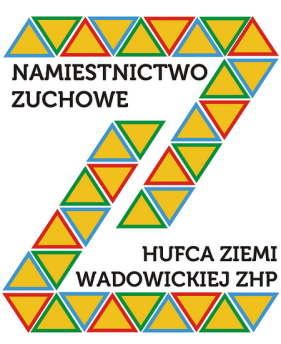 NAMIESTNICTWO
ZUCHOWE
HUFCA ZIEMI
WADOWICKIEJ ZHP